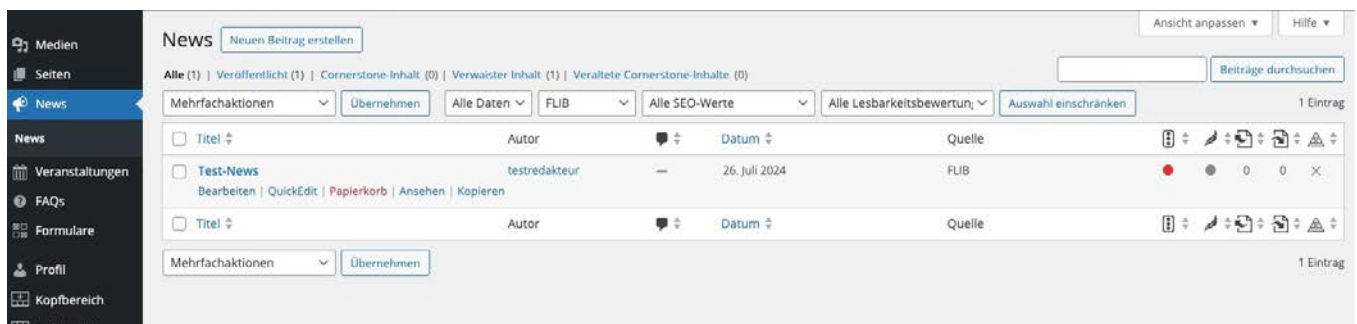 Medien
Seiten
News
News
Veranstaltungen
FAQs
Formulare
Profil
Kopfbereich
Ansicht anpassen ▼ Hilfe ▼
News Neuen Beitrag erstellen
Alle (1) | Veröffentlicht (1) | Cornerstone-Inhalt (0) | Verwaister Inhalt (1) | Veraltete Cornerstone-Inhalte (0)
Beiträge durchsuchen
Mehrfachaktionen Übernehmen Alle Daten FLIB Alle SEO-Werte Alle Lesbarkeitsbewertun Auswahl einschränken 1 Eintrag
Titel Autor Datum Quelle
Test-News testredakteur — 26. Juli 2024 FLIB 0 0
Bearbeiten | QuickEdit | Papierkorb | Ansehen | Kopieren
Titel Autor Datum Quelle
Mehrfachaktionen Übernehmen 1 Eintrag